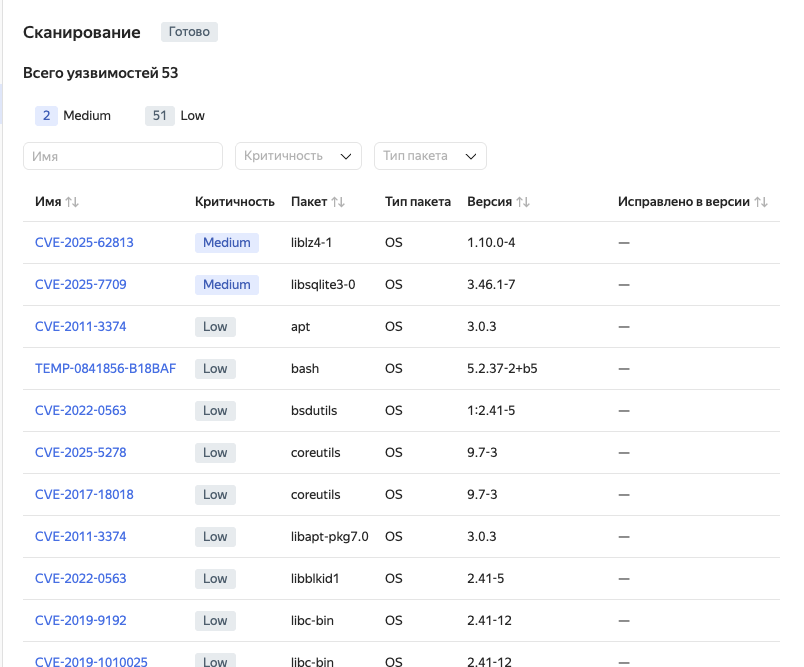 Сканирование Готово
Всего уязвимостей 53
2 Medium 51 Low
Имя Критичность Тип пакета
Имя Критичность Пакет Тип пакета Версия Исправлено в версии
CVE-2025-62813 Medium liblz4-1 OS 1.10.0-4 —
CVE-2025-7709 Medium libsqlite3-0 OS 3.46.1-7 —
CVE-2011-3374 Low apt OS 3.0.3 —
TEMP-0841856-B18BAF Low bash OS 5.2.37-2+b5 —
CVE-2022-0563 Low bsdutils OS 1:2.41-5 —
CVE-2025-5278 Low coreutils OS 9.7-3 —
CVE-2017-18018 Low coreutils OS 9.7-3 —
CVE-2011-3374 Low libapt-pkg7.0 OS 3.0.3 —
CVE-2022-0563 Low libblkid1 OS 2.41-5 —
CVE-2019-9192 Low libc-bin OS 2.41-12 —
CVE-2019-1010025 Low libc-bin OS 2.41-12 —